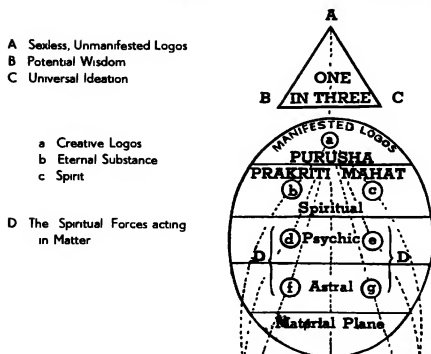 A Sexless, Unmanifested Logos
B Potential Wisdom
C Universal Ideation
a Creative Logos
b Eternal Substance
c Spirit
D The Spiritual Forces acting
in Matter
A
ONE
B IN THREE C
MANIFESTED LOGOS
a
PURUSHA
PRAKRITI MAHAT
b c
Spiritual
d Psychic e
D D
f Astral g
Material Plane